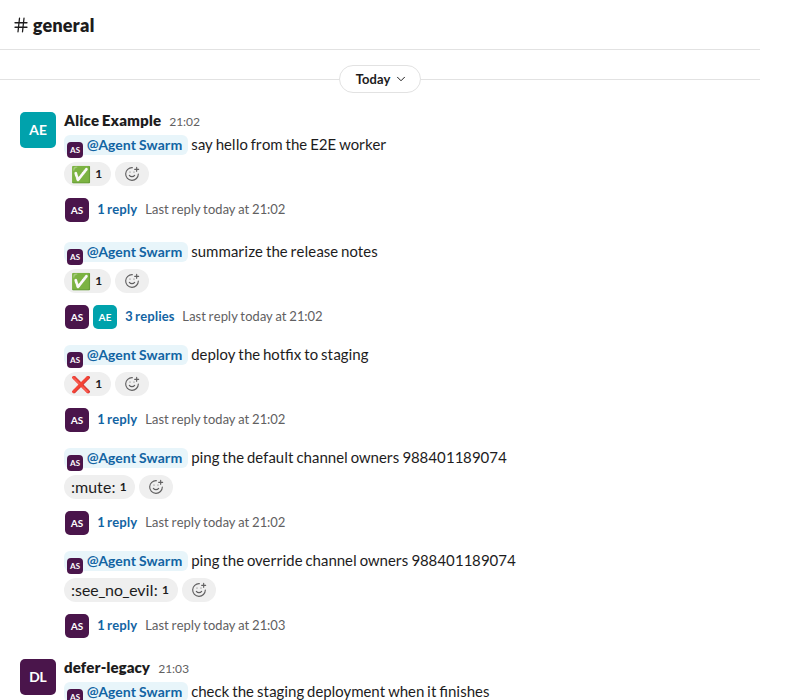 # general
Today
AE
Alice Example 21:02
AS @Agent Swarm say hello from the E2E worker
1
AS 1 reply Last reply today at 21:02
AS @Agent Swarm summarize the release notes
1
AS AE 3 replies Last reply today at 21:02
AS @Agent Swarm deploy the hotfix to staging
1
AS 1 reply Last reply today at 21:02
AS @Agent Swarm ping the default channel owners 988401189074
:mute: 1
AS 1 reply Last reply today at 21:02
AS @Agent Swarm ping the override channel owners 988401189074
:see_no_evil: 1
AS 1 reply Last reply today at 21:03
DL
defer-legacy 21:03
AS @Agent Swarm check the staging deployment when it finishes